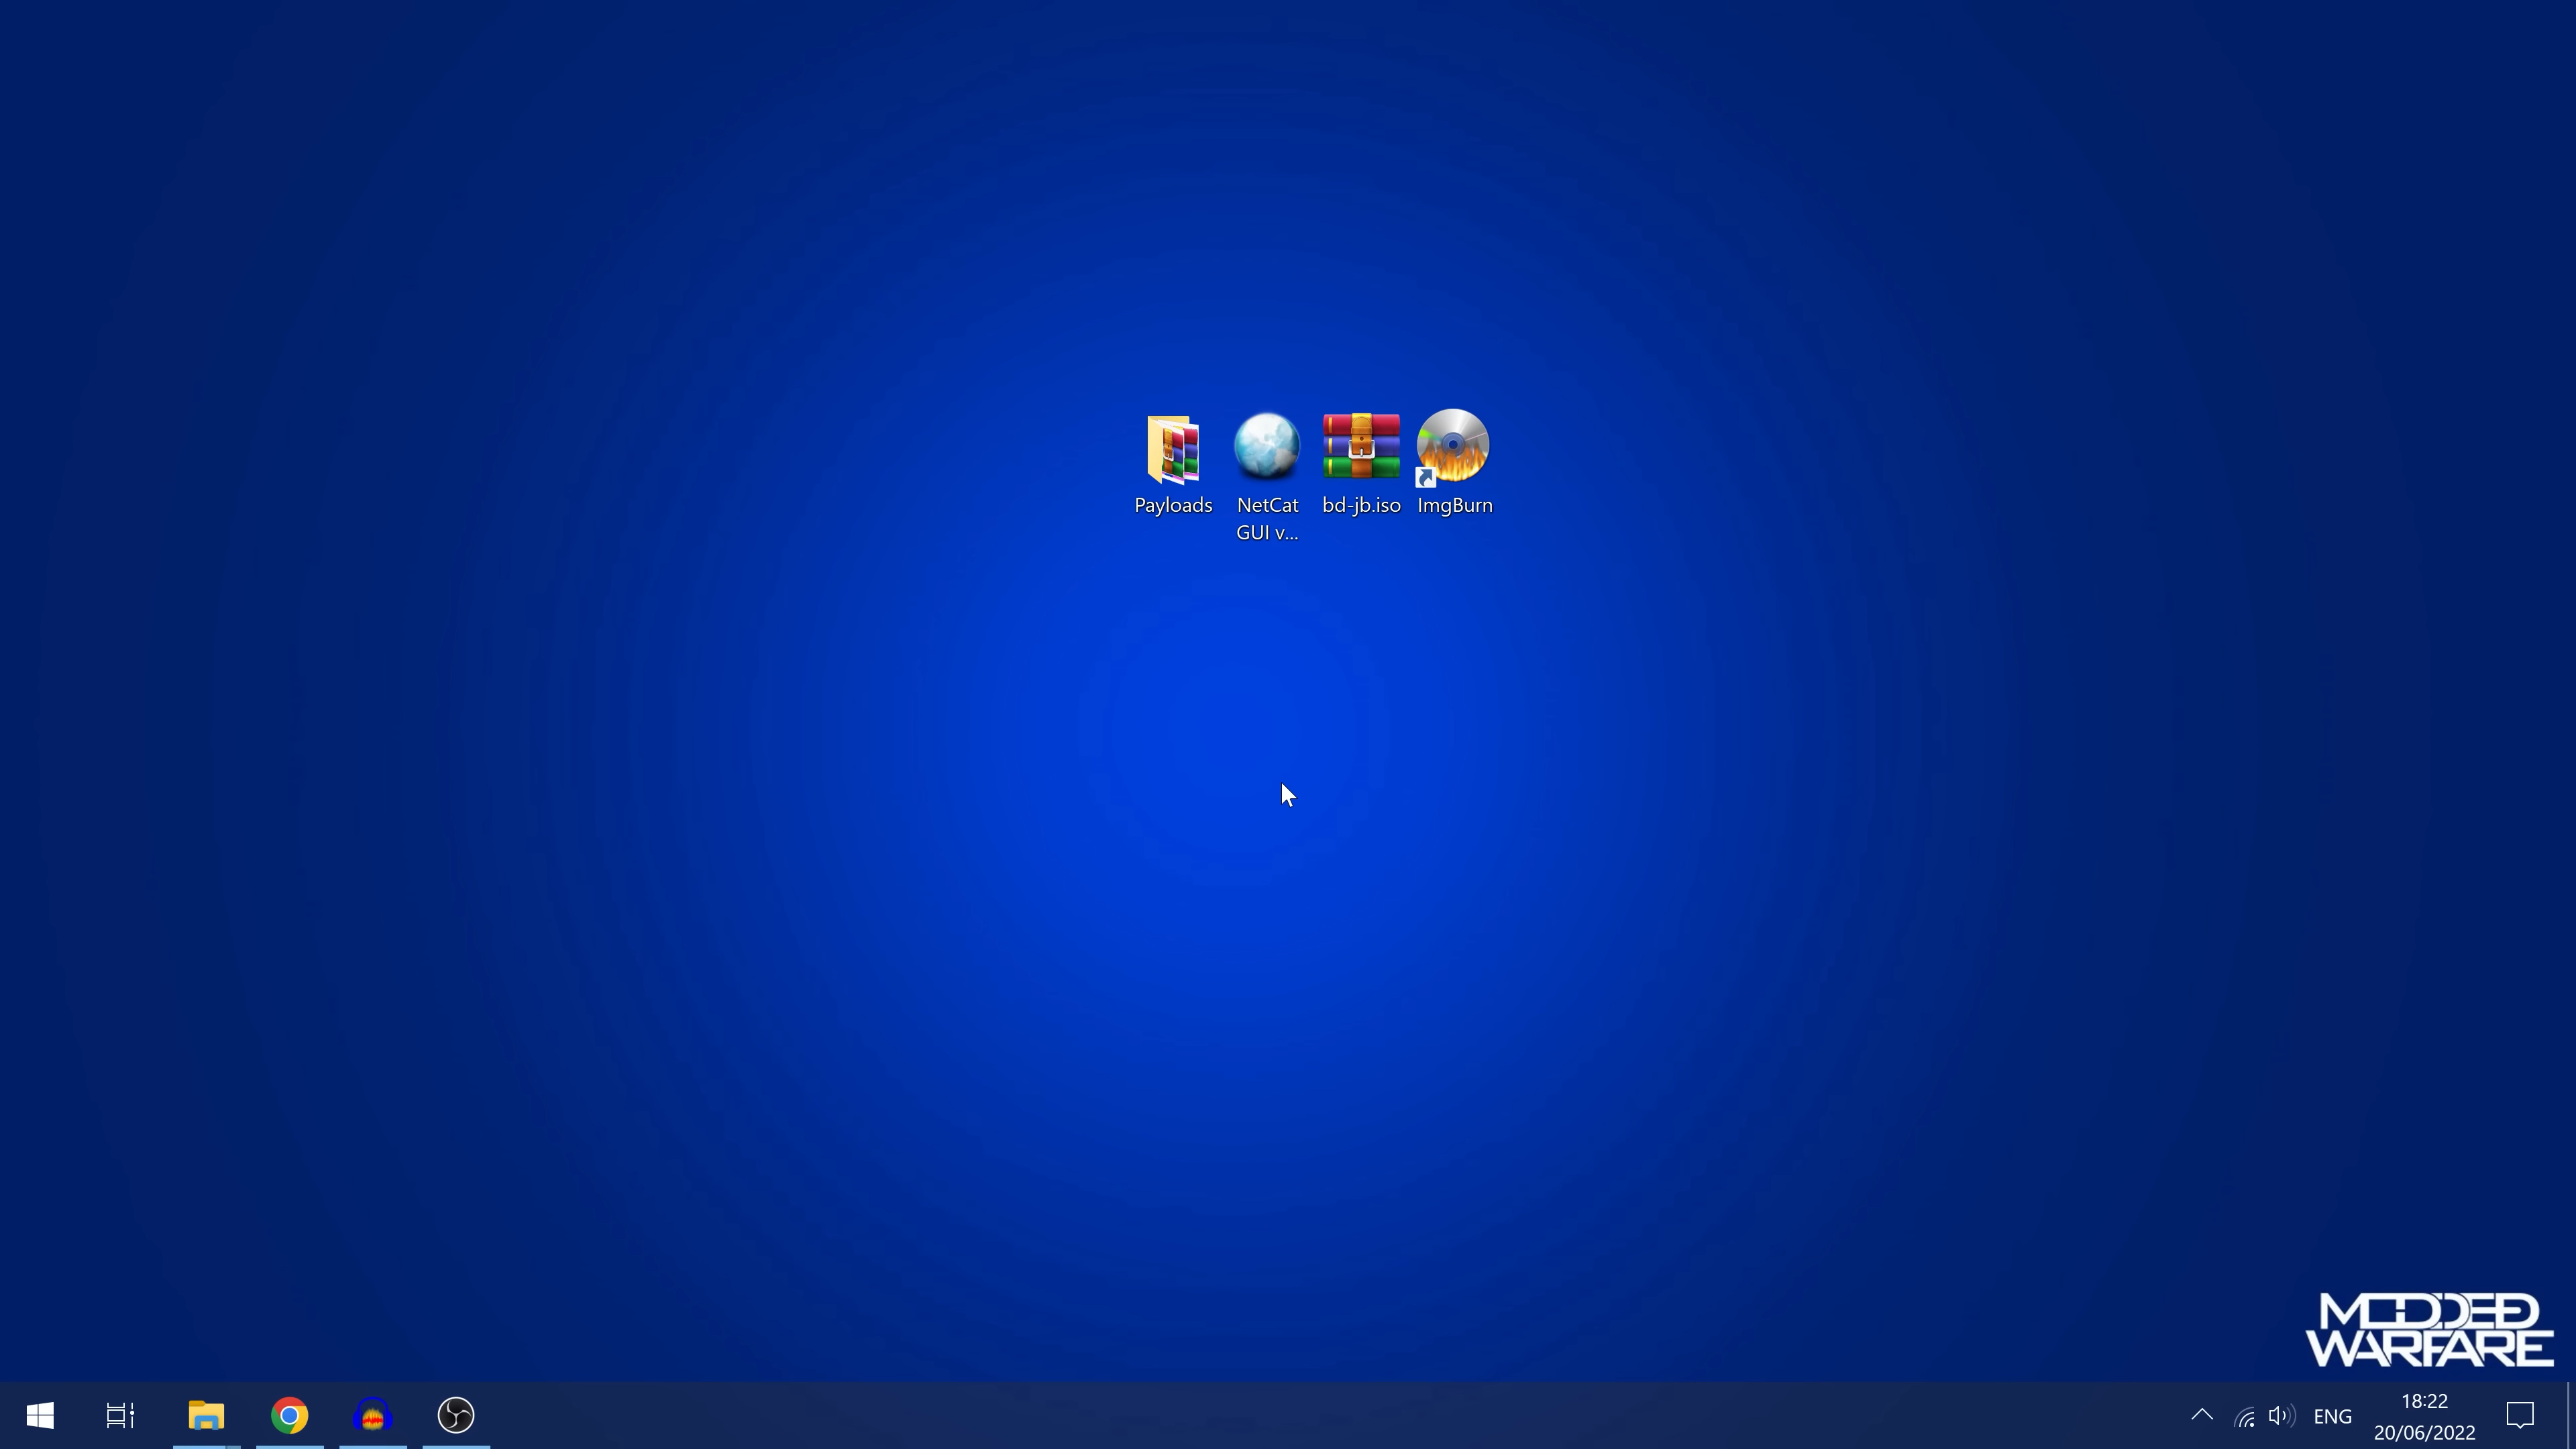 Payloads
NetCat
GUI v...
bd-jb.iso
ImgBurn
MODDED
WARFARE
ENG
18:22
20/06/2022